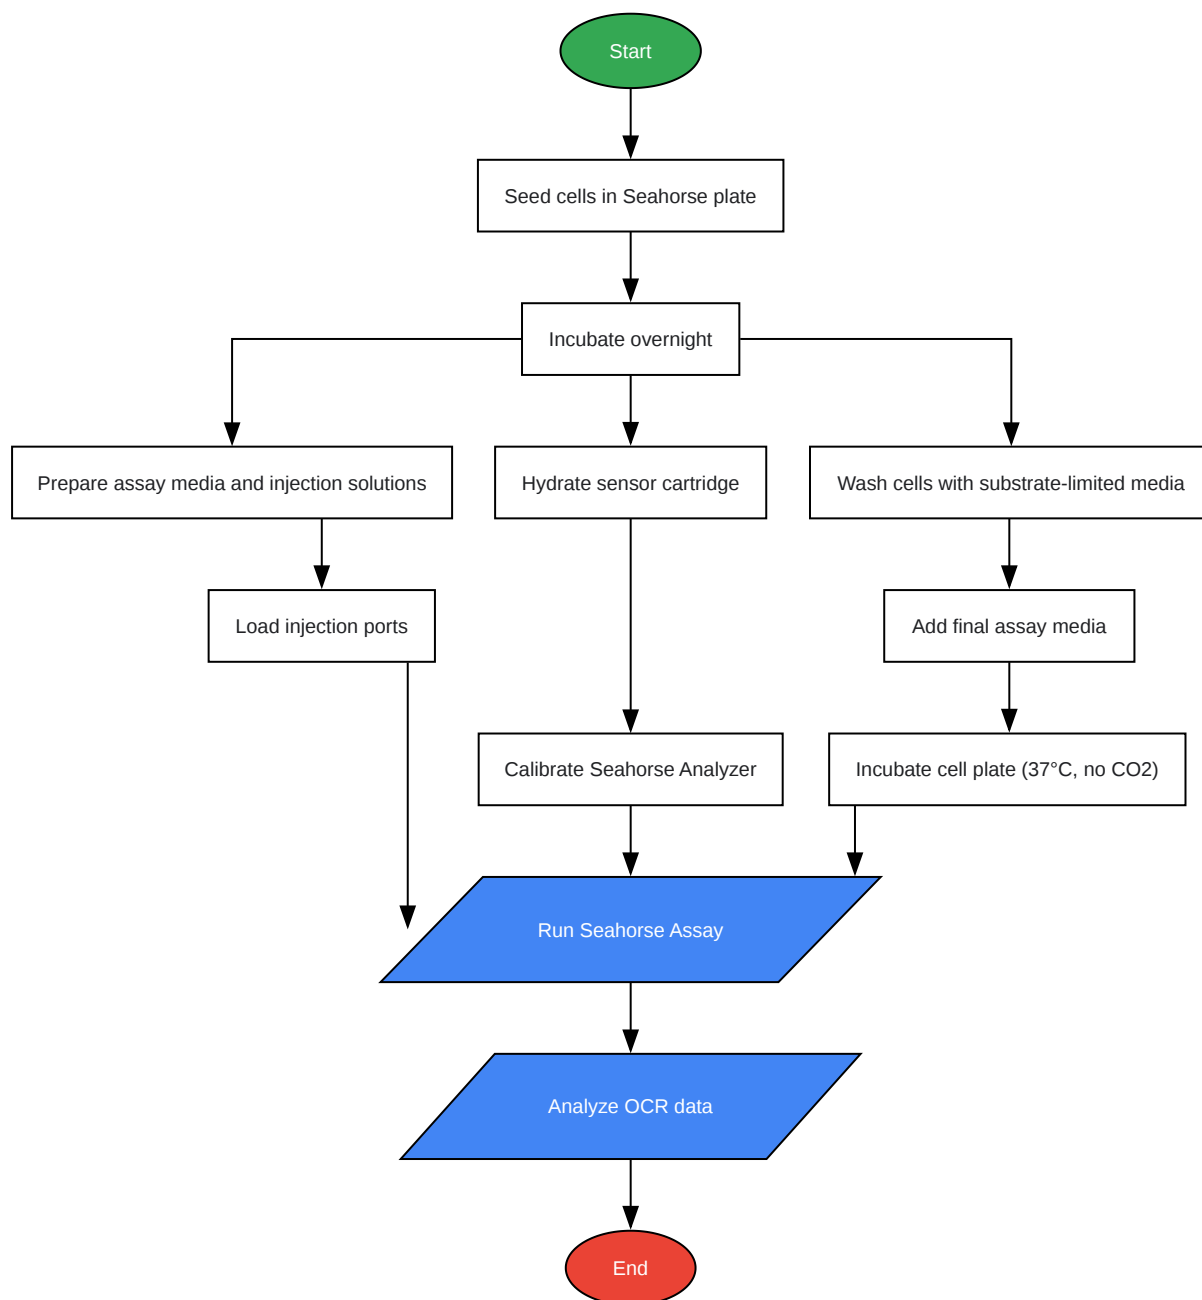 Start
Seed cells in Seahorse plate
Incubate overnight
Prepare assay media and injection solutions
Hydrate sensor cartridge
Wash cells with substrate-limited media
Load injection ports
Add final assay media
Calibrate Seahorse Analyzer
Incubate cell plate (37°C, no CO2)
Run Seahorse Assay
Analyze OCR data
End